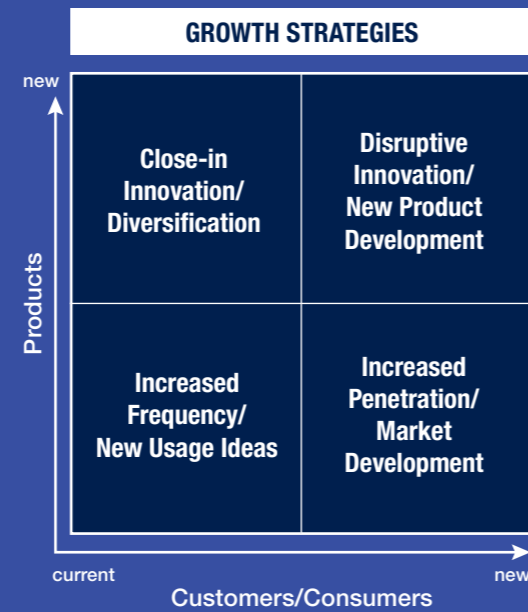 GROWTH STRATEGIES
new
Products
Close-in
Innovation/
Diversification
Disruptive
Innovation/
New Product
Development
Increased
Frequency/
New Usage Ideas
Increased
Penetration/
Market
Development
current
new
Customers/Consumers